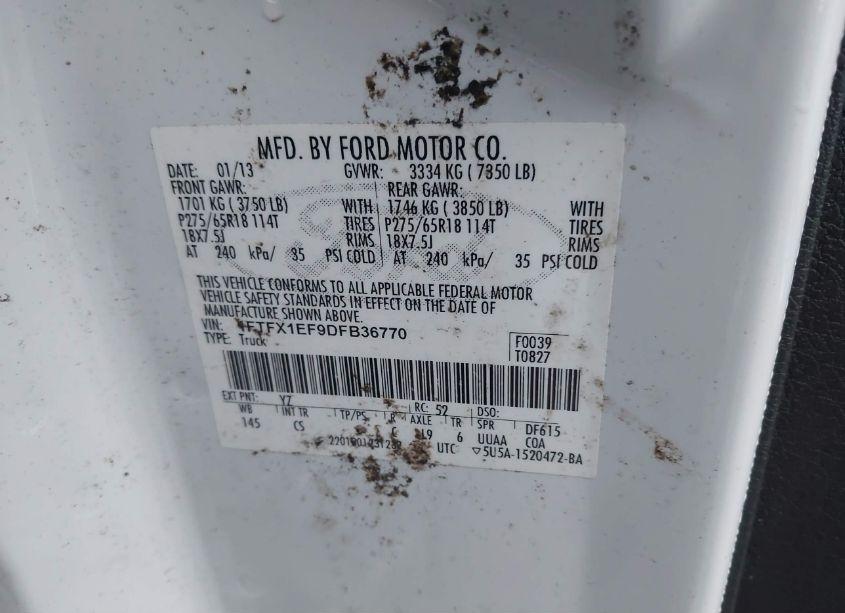 MFD. BY FORD MOTOR CO.
DATE: 01/13 GVWR: 3334 KG ( 7350 LB)
FRONT GAWR: REAR GAWR:
1701 KG ( 3750 LB) WITH 1746 KG ( 3850 LB) WITH
P275/65R18 114T TIRES P275/65R18 114T TIRES
18X7.5J RIMS 18X7.5J RIMS
AT 240 kPa/ 35 PSI COLD AT 240 kPa/ 35 PSI COLD
Ford
THIS VEHICLE CONFORMS TO ALL APPLICABLE FEDERAL MOTOR
VEHICLE SAFETY STANDARDS IN EFFECT ON THE DATE OF
MANUFACTURE SHOWN ABOVE.
VIN: 1FTFX1EF9DFB36770 F0039
TYPE: Truck T0827
EXT PNT: YZ RC: 52 DSO:
WB INT TR TP/PS R AXLE TR SPR DF615
145 CS L9 6 UUAA COA
UTC ▽5U5A-1520472-BA